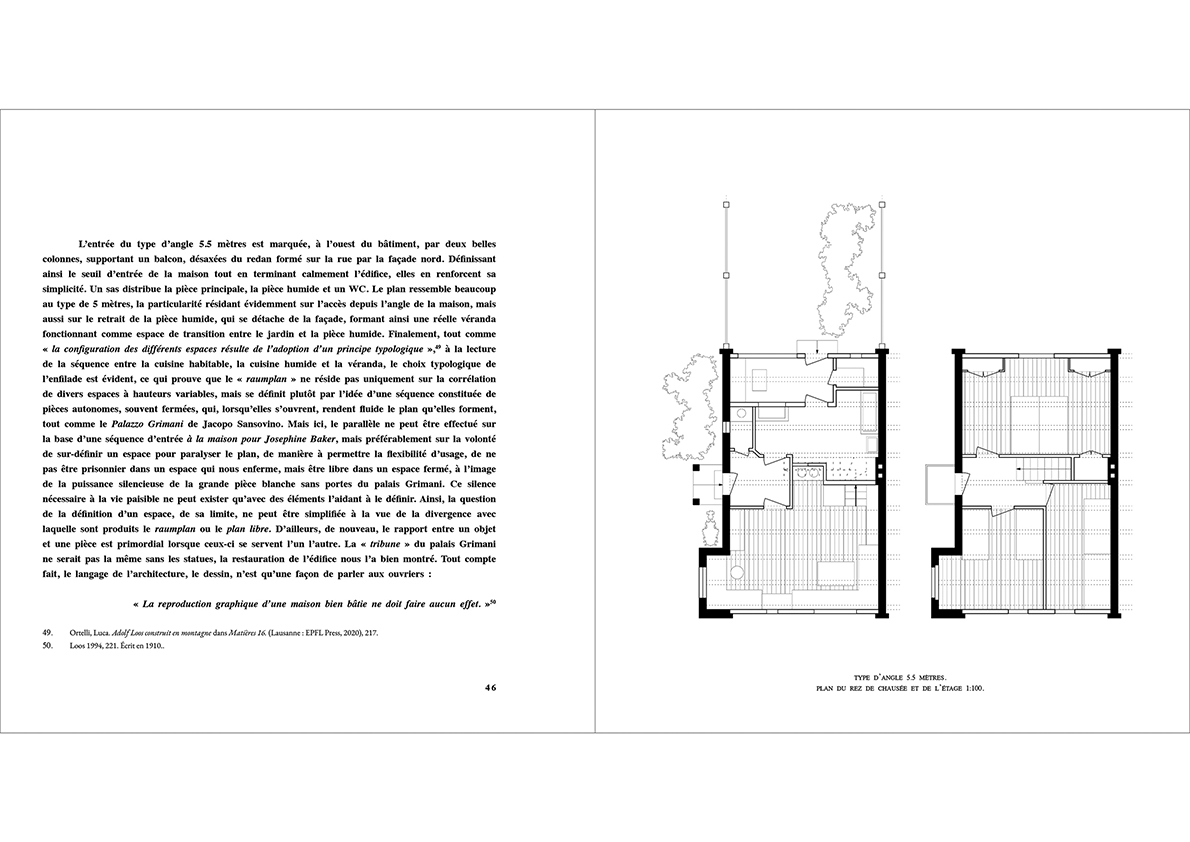 L’entrée du type d’angle 5.5 mètres est marquée, à l’ouest du bâtiment, par deux belles
colonnes, supportant un balcon, désaxées du redan formé sur la rue par la façade nord. Définissant
ainsi le seuil d’entrée de la maison tout en terminant calmement l’édifice, elles en renforcent sa
simplicité. Un sas distribue la pièce principale, la pièce humide et un WC. Le plan ressemble beaucoup
au type de 5 mètres, la particularité résidant évidemment sur l’accès depuis l’angle de la maison, mais
aussi sur le retrait de la pièce humide, qui se détache de la façade, formant ainsi une réelle véranda
fonctionnant comme espace de transition entre le jardin et la pièce humide. Finalement, tout comme
« la configuration des différents espaces résulte de l’adoption d’un principe typologique »,49 à la lecture
de la séquence entre la cuisine habitable, la cuisine humide et la véranda, le choix typologique de
l’enfilade est évident, ce qui prouve que le « raumplan » ne réside pas uniquement sur la corrélation
de divers espaces à hauteurs variables, mais se définit plutôt par l’idée d’une séquence constituée de
pièces autonomes, souvent fermées, qui, lorsqu’elles s’ouvrent, rendent fluide le plan qu’elles forment,
tout comme le Palazzo Grimani de Jacopo Sansovino. Mais ici, le parallèle ne peut être effectué sur
la base d’une séquence d’entrée à la maison pour Josephine Baker, mais préférablement sur la volonté
de sur-définir un espace pour paralyser le plan, de manière à permettre la flexibilité d’usage, de ne
pas être prisonnier dans un espace qui nous enferme, mais être libre dans un espace fermé, à l’image
de la puissance silencieuse de la grande pièce blanche sans portes du palais Grimani. Ce silence
nécessaire à la vie paisible ne peut exister qu’avec des éléments l’aidant à le définir. Ainsi, la question
de la définition d’un espace, de sa limite, ne peut être simplifiée à la vue de la divergence avec
laquelle sont produits le raumplan ou le plan libre. D’ailleurs, de nouveau, le rapport entre un objet
et une pièce est primordial lorsque ceux-ci se servent l’un l’autre. La « tribune » du palais Grimani
ne serait pas la même sans les statues, la restauration de l’édifice nous l’a bien montré. Tout compte
fait, le langage de l’architecture, le dessin, n’est qu’une façon de parler aux ouvriers :
« La reproduction graphique d’une maison bien bâtie ne doit faire aucun effet. »50
49. Ortelli, Luca. Adolf Loos construit en montagne dans Matières 16. (Lausanne : EPFL Press, 2020), 217.
50. Loos 1994, 221. Écrit en 1910..
46
TYPE D’ANGLE 5.5 MÈTRES.
PLAN DU REZ DE CHAUSÉE ET DE L’ÉTAGE 1:100.